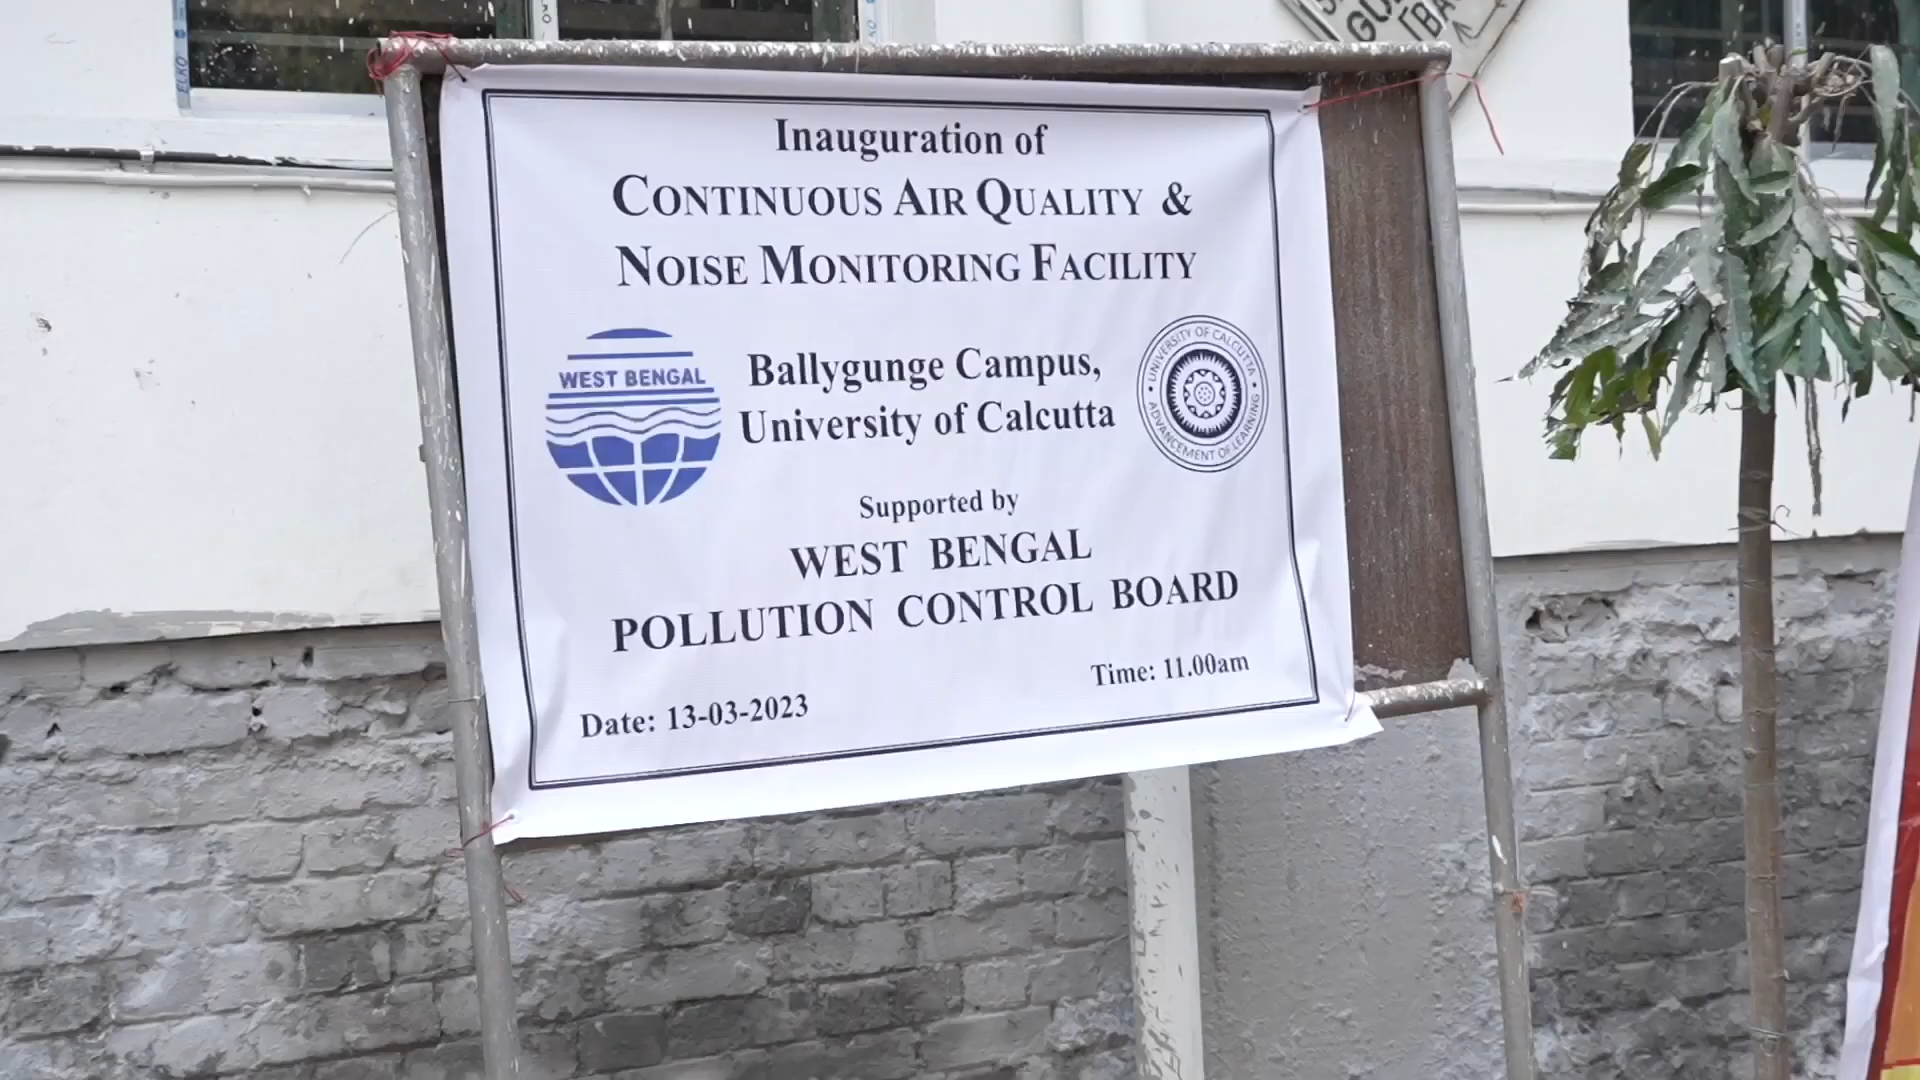 Inauguration of
CONTINUOUS AIR QUALITY &
NOISE MONITORING FACILITY
WEST BENGAL
Ballygunge Campus,
University of Calcutta
UNIVERSITY OF CALCUTTA
ADVANCEMENT OF LEARNING
Supported by
WEST BENGAL
POLLUTION CONTROL BOARD
Date: 13-03-2023
Time: 11.00am